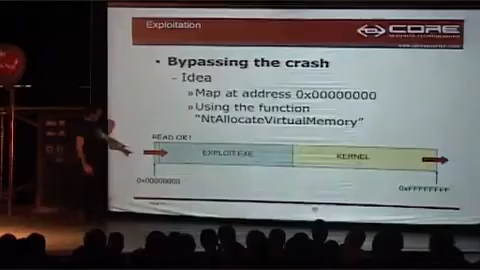 Exploitation
CORE
Bypassing the crash
– Idea
»Map at address 0x00000000
»Using the function
"NtAllocateVirtualMemory"
READ OK!
EXPLOIT.EXE
KERNEL
0x00000000
0xFFFFFFFF